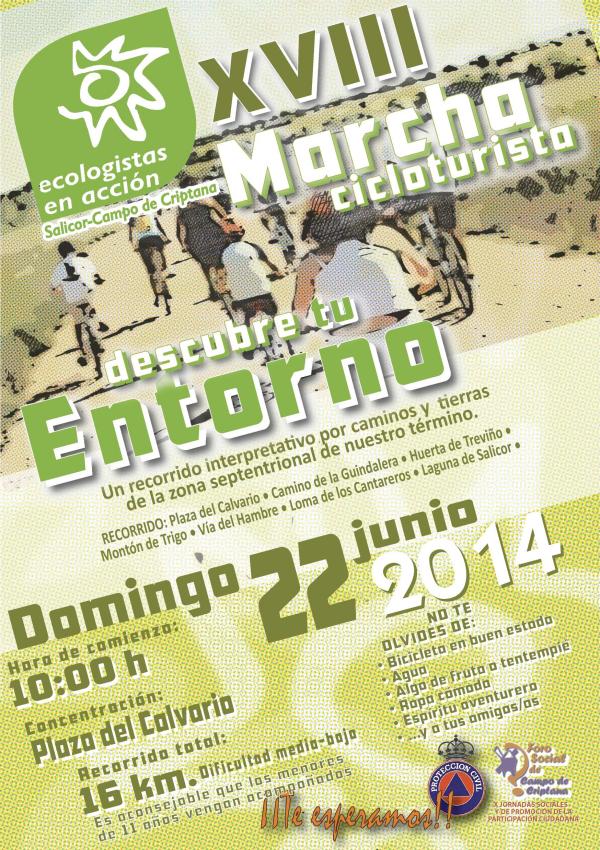 XVIII
Marcha
cicloturista
ecologistas
en acción
Salicor-Campo de Criptana
descubre tu
Entorno
Un recorrido interpretativo por caminos y tierras
de la zona septentrional de nuestro término.
RECORRIDO: Plaza del Calvario • Camino de la Guindalera • Huerta de Treviño •
Montón de Trigo • Vía del Hambre • Loma de los Cantareros • Laguna de Salicor •
Domingo 22 junio 2014
Hora de comienzo:
10:00 h
Concentración:
Plaza del Calvario
Recorrido total:
16 km. Dificultad media-baja
Es aconsejable que los menores
de 11 años vengan acompañados
NO TE
OLVIDES DE:
• Bicicleta en buen estado
• Agua
• Algo de fruta o tentempié
• Ropa cómoda
• Espíritu aventurero
• ...y a tus amigos/as
¡¡¡Te esperamos!!
PROTECCION CIVIL
Foro
Social
de
Campo de
Criptana
X JORNADAS SOCIALES
Y DE PROMOCIÓN DE LA
PARTICIPACIÓN CIUDADANA